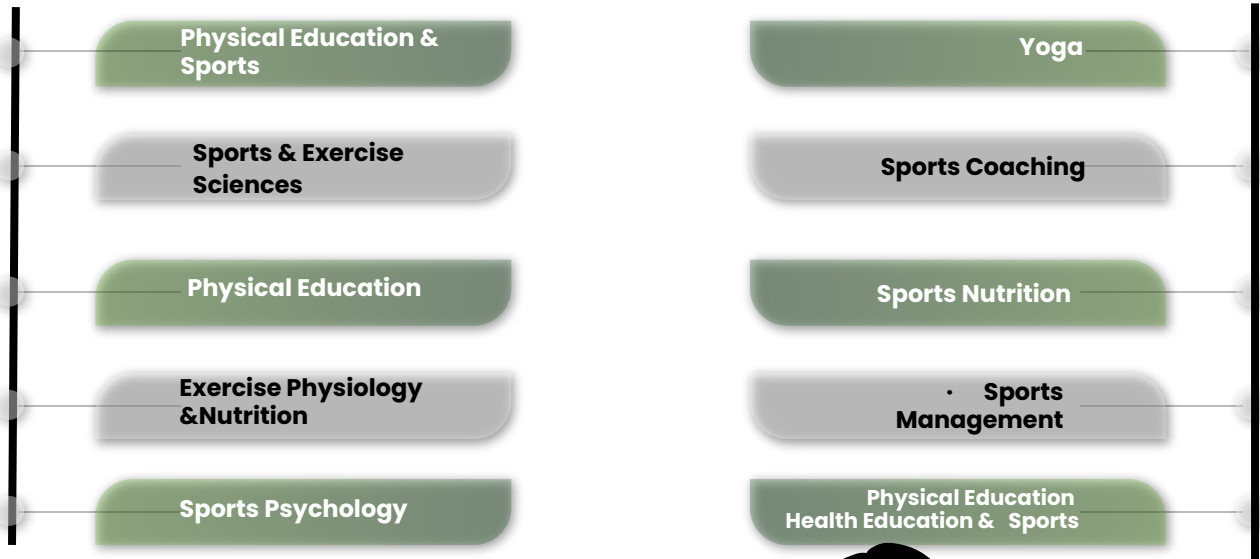 Physical Education &
Sports
Sports & Exercise
Sciences
Physical Education
Exercise Physiology
&Nutrition
Sports Psychology
Yoga
Sports Coaching
Sports Nutrition
· Sports
Management
Physical Education
Health Education & Sports